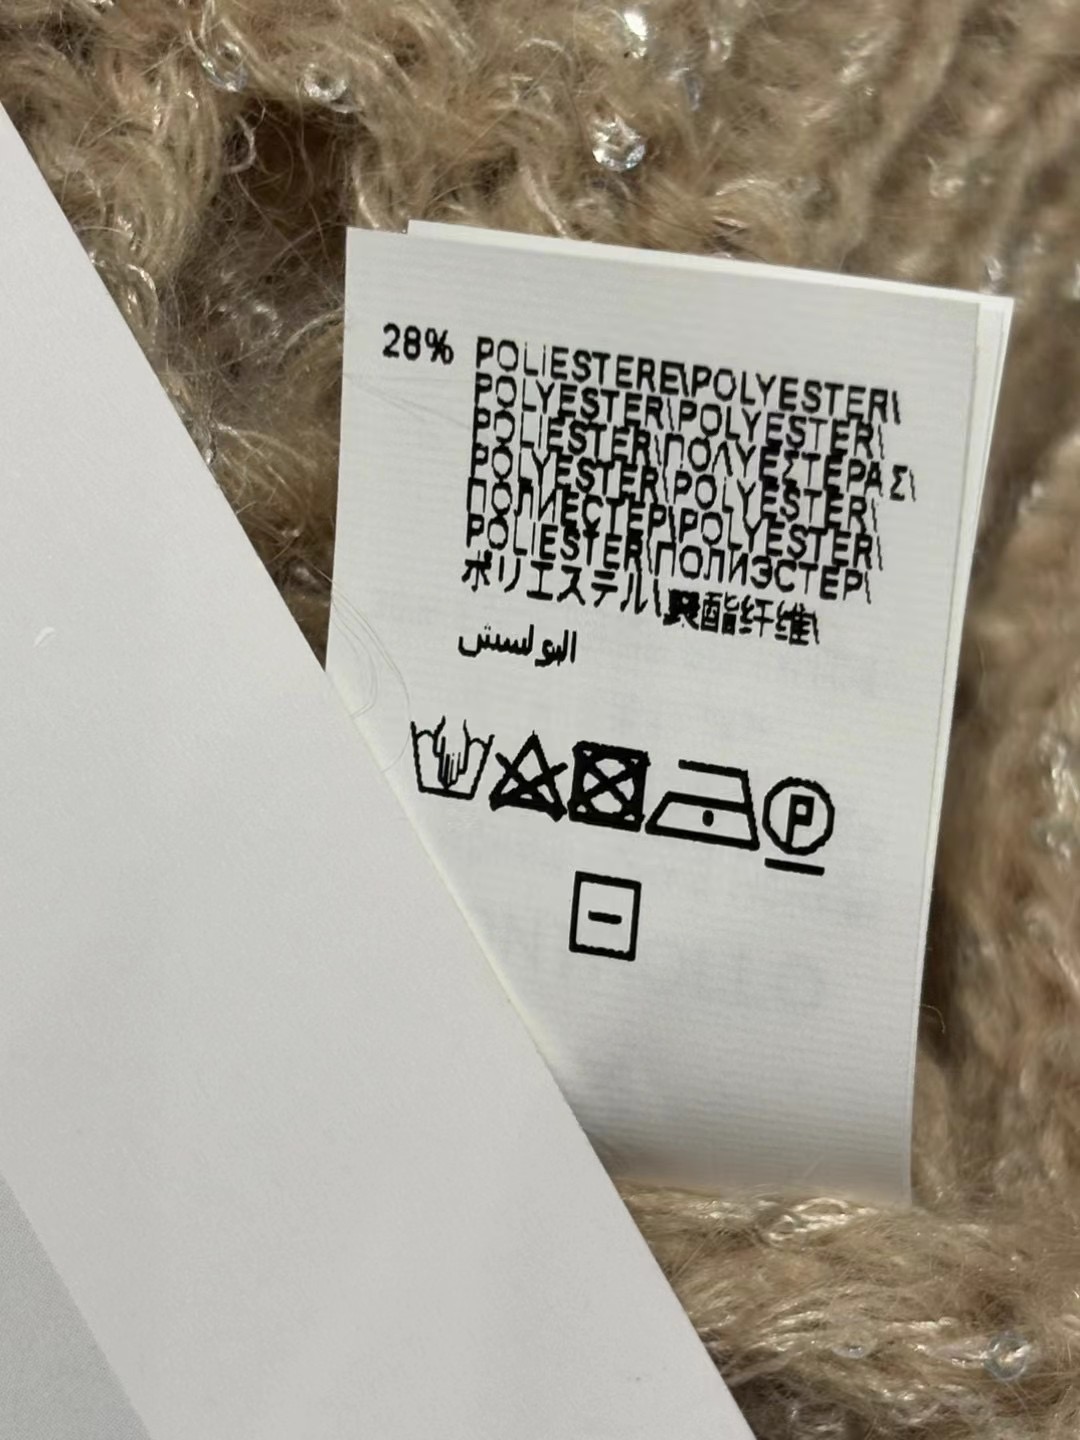 28% POLIESTERE\POLYESTER\
POLYESTER\POLYESTER\
POLIESTER\ΠΟΛΥΕΣΤΕΡΑΣ\
POLYESTER\POLYESTER\
ПОЛИЕСТЕР\POLYESTER\
POLIESTER\ПОЛИЭСТЕР\
ポリエステル\聚酯纤维\
البولستش
P